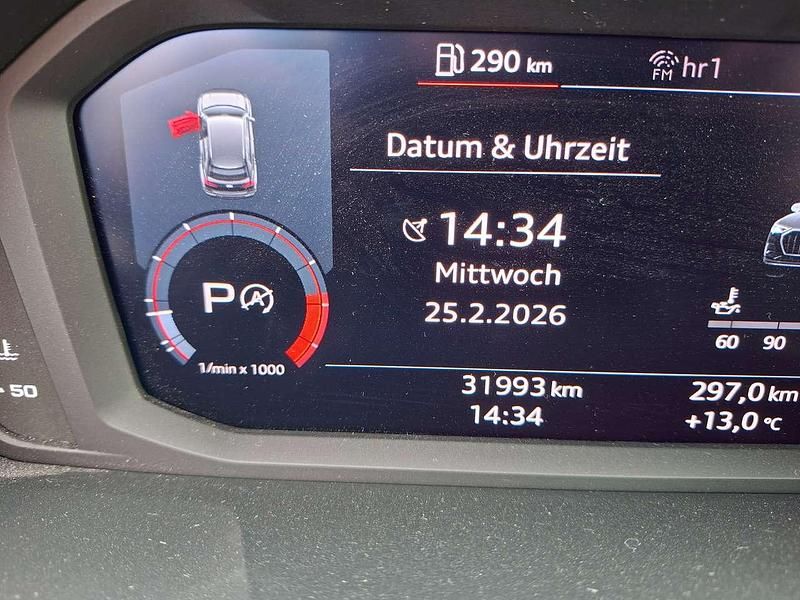 290 km
FM hr1
Datum & Uhrzeit
14:34
Mittwoch
25.2.2026
P A
1/min x 1000
60 90
50
31993 km 297,0 km
14:34 +13,0 °C